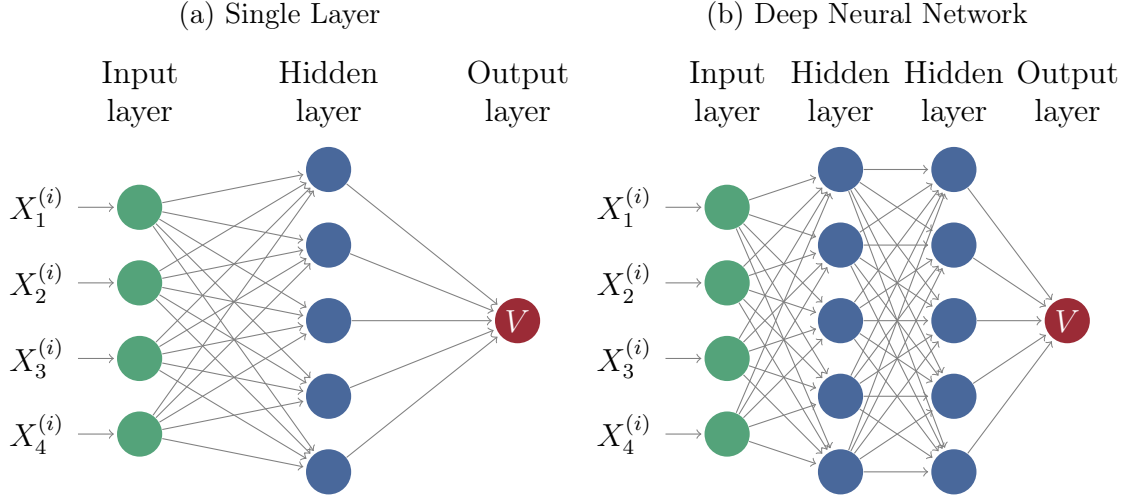 (a) Single Layer
Input layer
Hidden layer
Output layer
X_1^{(i)}
X_2^{(i)}
X_3^{(i)}
X_4^{(i)}
V
(b) Deep Neural Network
Input layer
Hidden layer
Hidden layer
Output layer
X_1^{(i)}
X_2^{(i)}
X_3^{(i)}
X_4^{(i)}
V